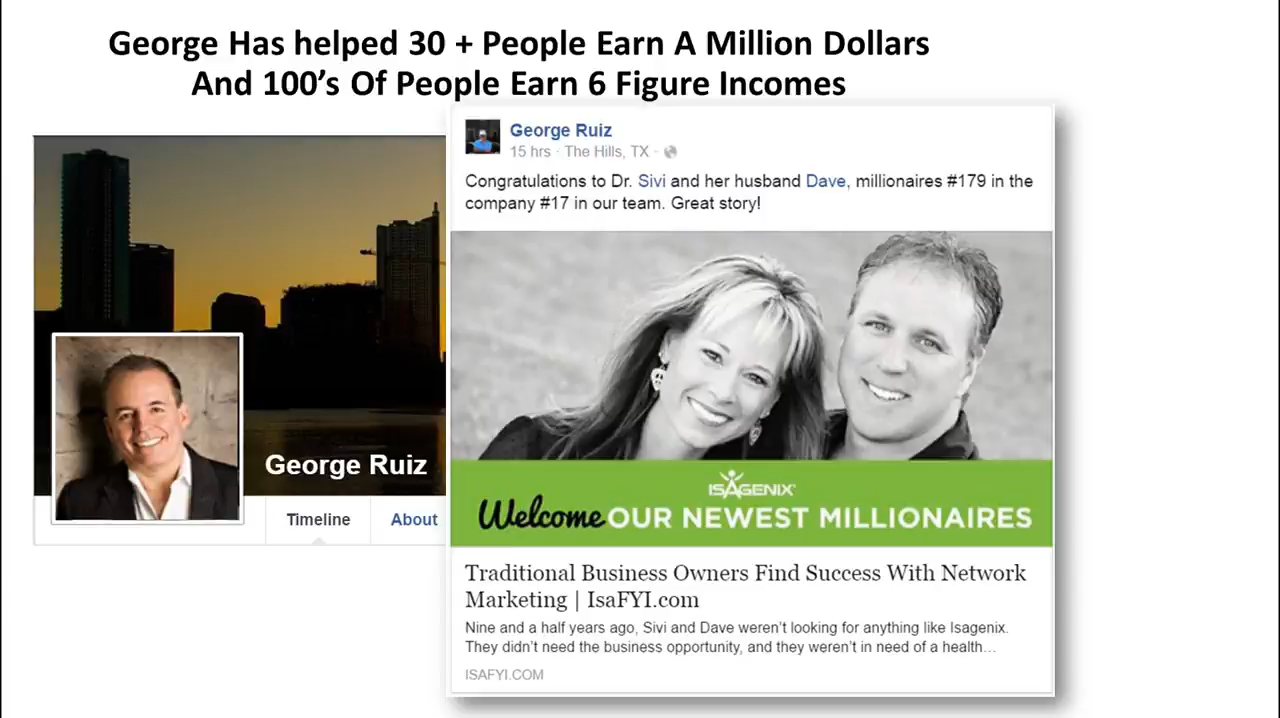 George Has helped 30 + People Earn A Million Dollars
And 100’s Of People Earn 6 Figure Incomes
George Ruiz
Timeline
About
George Ruiz
15 hrs · The Hills, TX ·
Congratulations to Dr. Sivi and her husband Dave, millionaires #179 in the
company #17 in our team. Great story!
ISAGENIX
Welcome OUR NEWEST MILLIONAIRES
Traditional Business Owners Find Success With Network
Marketing | IsaFYI.com
Nine and a half years ago, Sivi and Dave weren’t looking for anything like Isagenix.
They didn’t need the business opportunity, and they weren’t in need of a health…
ISAFYI.COM